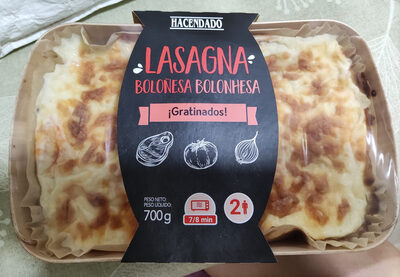 HACENDADO
LASAGNA
BOLOÑESA BOLONHESA
¡Gratinados!
PESO NETO:
PESO LÍQUIDO:
700g
7/8 min
2